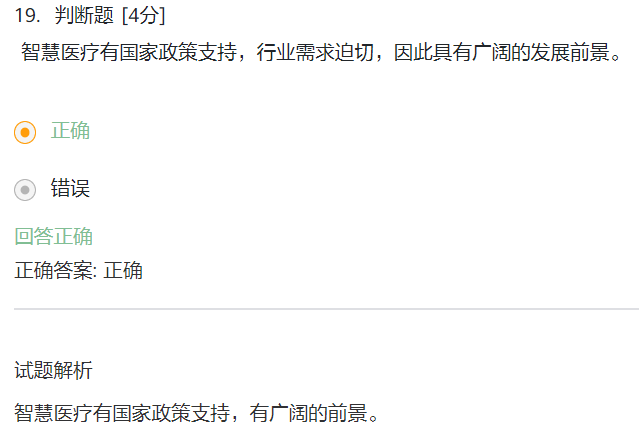 19. 判断题 [4分]
智慧医疗有国家政策支持，行业需求迫切，因此具有广阔的发展前景。
正确
错误
回答正确
正确答案: 正确
试题解析
智慧医疗有国家政策支持，有广阔的前景。